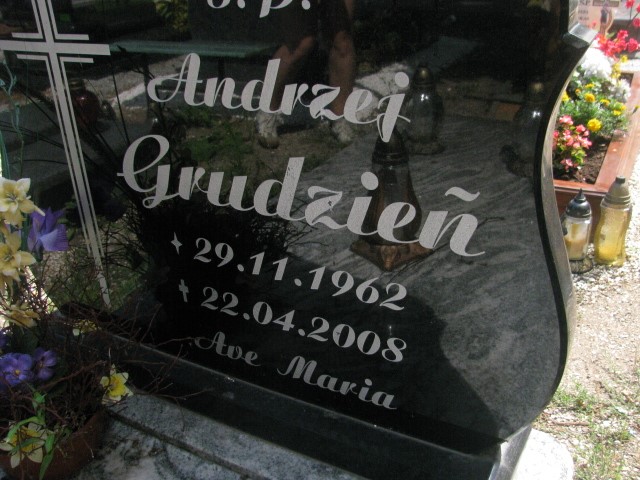 Ś.P.
Andrzej
Grudzień
29.11.1962
✝ 22.04.2008
Ave Maria